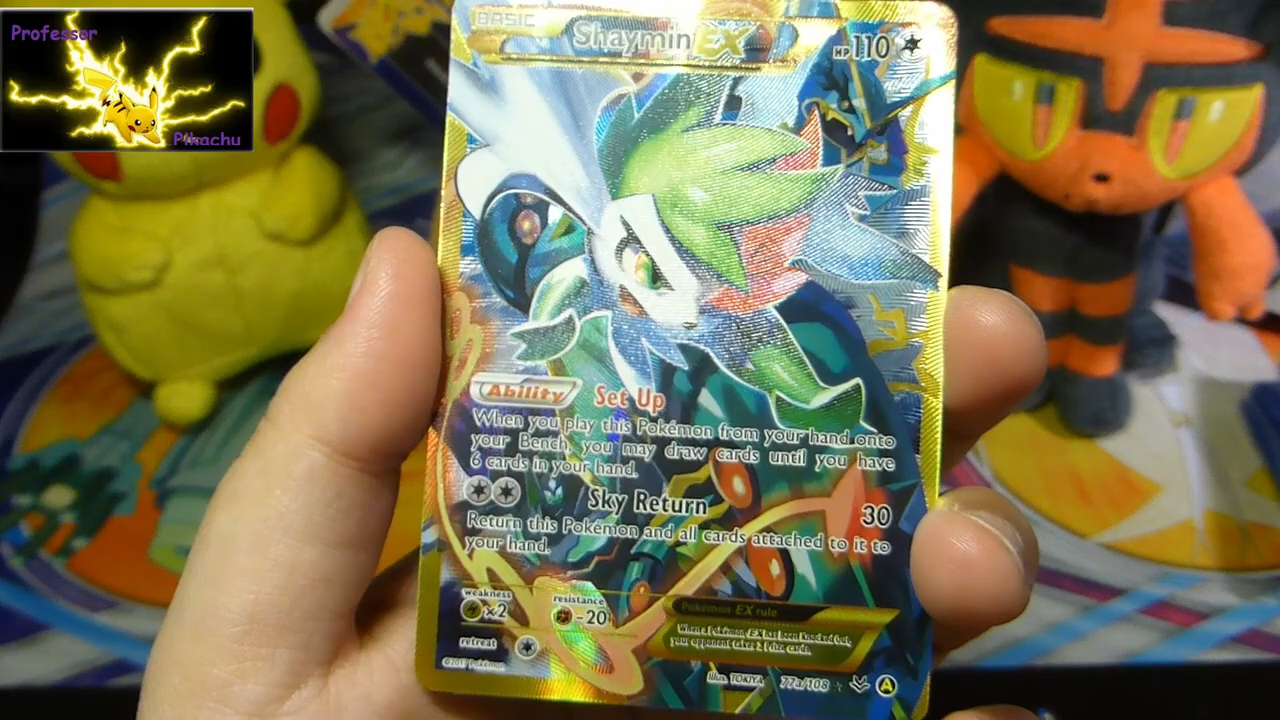 Professor
Pikachu
BASIC
Shaymin EX
HP110
Ability Set Up
When you play this Pokémon from your hand onto
your Bench, you may draw cards until you have
6 cards in your hand.
Sky Return 30
Return this Pokémon and all cards attached to it to
your hand.
weakness resistance
×2 -20
retreat
©2017 Pokémon
Pokémon EX rule
When a Pokémon EX has been Knocked Out,
your opponent takes 2 Prize cards.
Illus. TOKIYA 77a/108 A